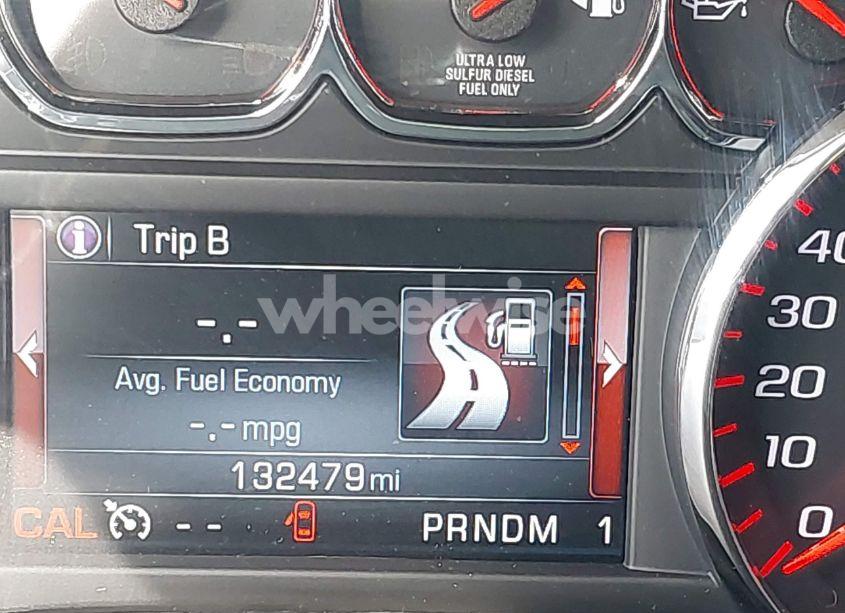 ULTRA LOW
SULFUR DIESEL
FUEL ONLY
i Trip B
-.-
wheelwise
Avg. Fuel Economy
-.- mpg
132479 mi
CAL -- PRNDM 1
40
30
20
10
0